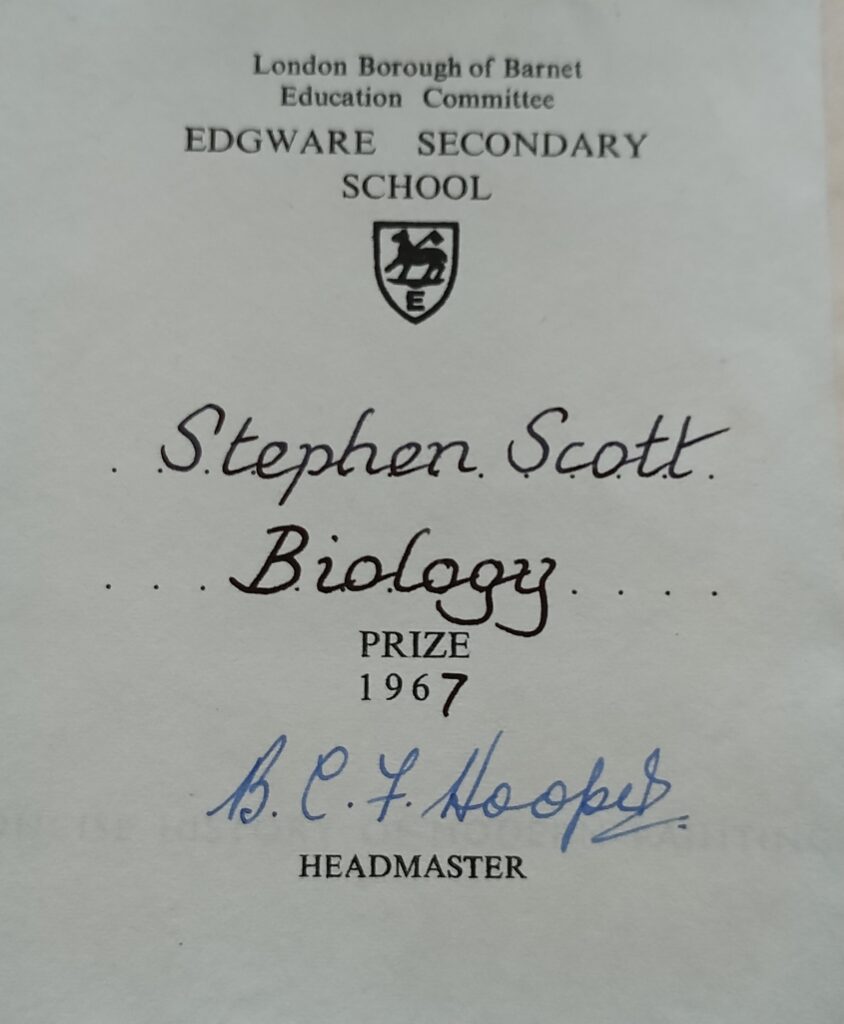 London Borough of Barnet
Education Committee
EDGWARE SECONDARY
SCHOOL
E
Stephen Scott
Biology
PRIZE
1967
B. C. F. Hooper
HEADMASTER